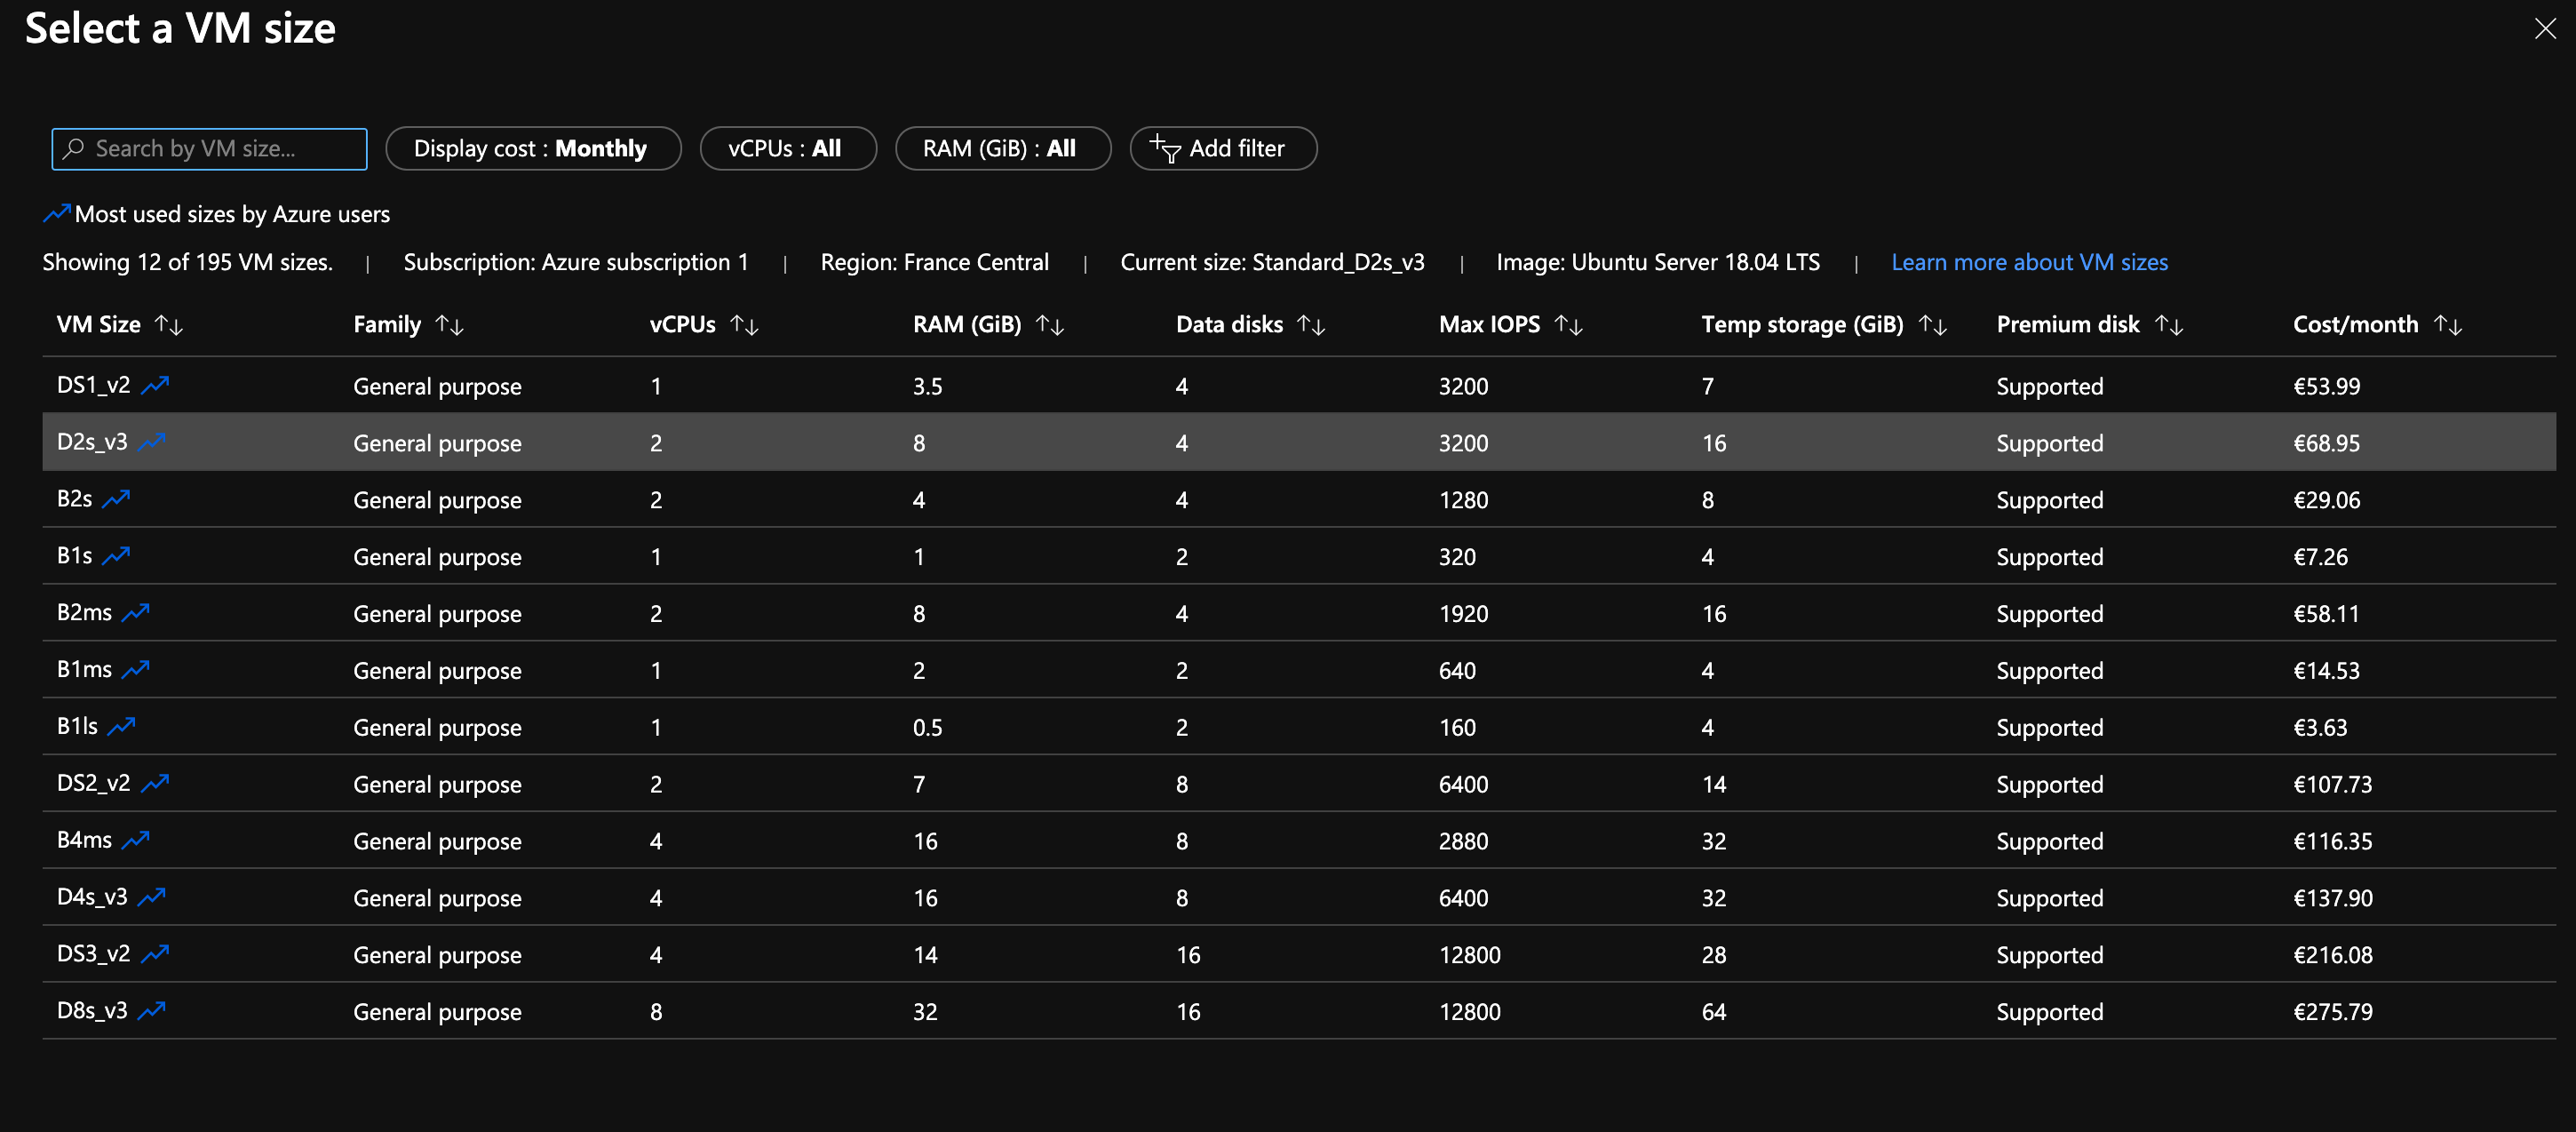 Select a VM size
Search by VM size... Display cost : Monthly vCPUs : All RAM (GiB) : All Add filter
Most used sizes by Azure users
Showing 12 of 195 VM sizes. | Subscription: Azure subscription 1 | Region: France Central | Current size: Standard_D2s_v3 | Image: Ubuntu Server 18.04 LTS | Learn more about VM sizes
VM Size Family vCPUs RAM (GiB) Data disks Max IOPS Temp storage (GiB) Premium disk Cost/month
DS1_v2 General purpose 1 3.5 4 3200 7 Supported €53.99
D2s_v3 General purpose 2 8 4 3200 16 Supported €68.95
B2s General purpose 2 4 4 1280 8 Supported €29.06
B1s General purpose 1 1 2 320 4 Supported €7.26
B2ms General purpose 2 8 4 1920 16 Supported €58.11
B1ms General purpose 1 2 2 640 4 Supported €14.53
B1ls General purpose 1 0.5 2 160 4 Supported €3.63
DS2_v2 General purpose 2 7 8 6400 14 Supported €107.73
B4ms General purpose 4 16 8 2880 32 Supported €116.35
D4s_v3 General purpose 4 16 8 6400 32 Supported €137.90
DS3_v2 General purpose 4 14 16 12800 28 Supported €216.08
D8s_v3 General purpose 8 32 16 12800 64 Supported €275.79